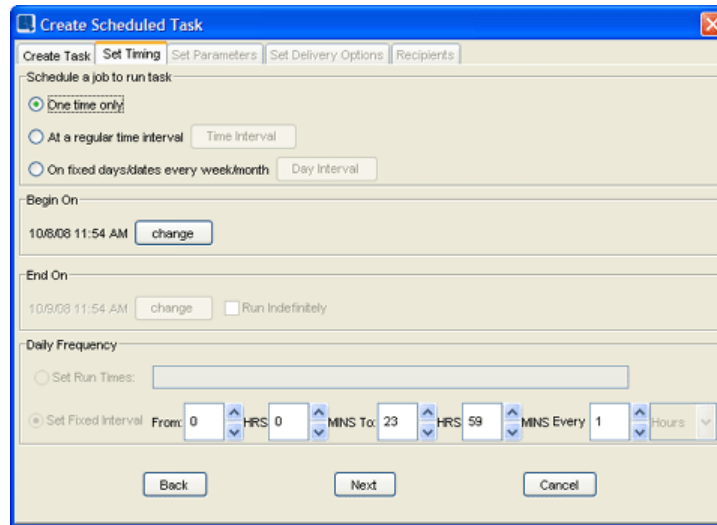 Create Scheduled Task
Create Task Set Timing Set Parameters Set Delivery Options Recipients
Schedule a job to run task
One time only
At a regular time interval Time Interval
On fixed days/dates every week/month Day Interval
Begin On
10/8/08 11:54 AM change
End On
10/9/08 11:54 AM change Run Indefinitely
Daily Frequency
Set Run Times:
Set Fixed Interval From: 0 HRS 0 MINS To: 23 HRS 59 MINS Every 1 Hours
Back Next Cancel